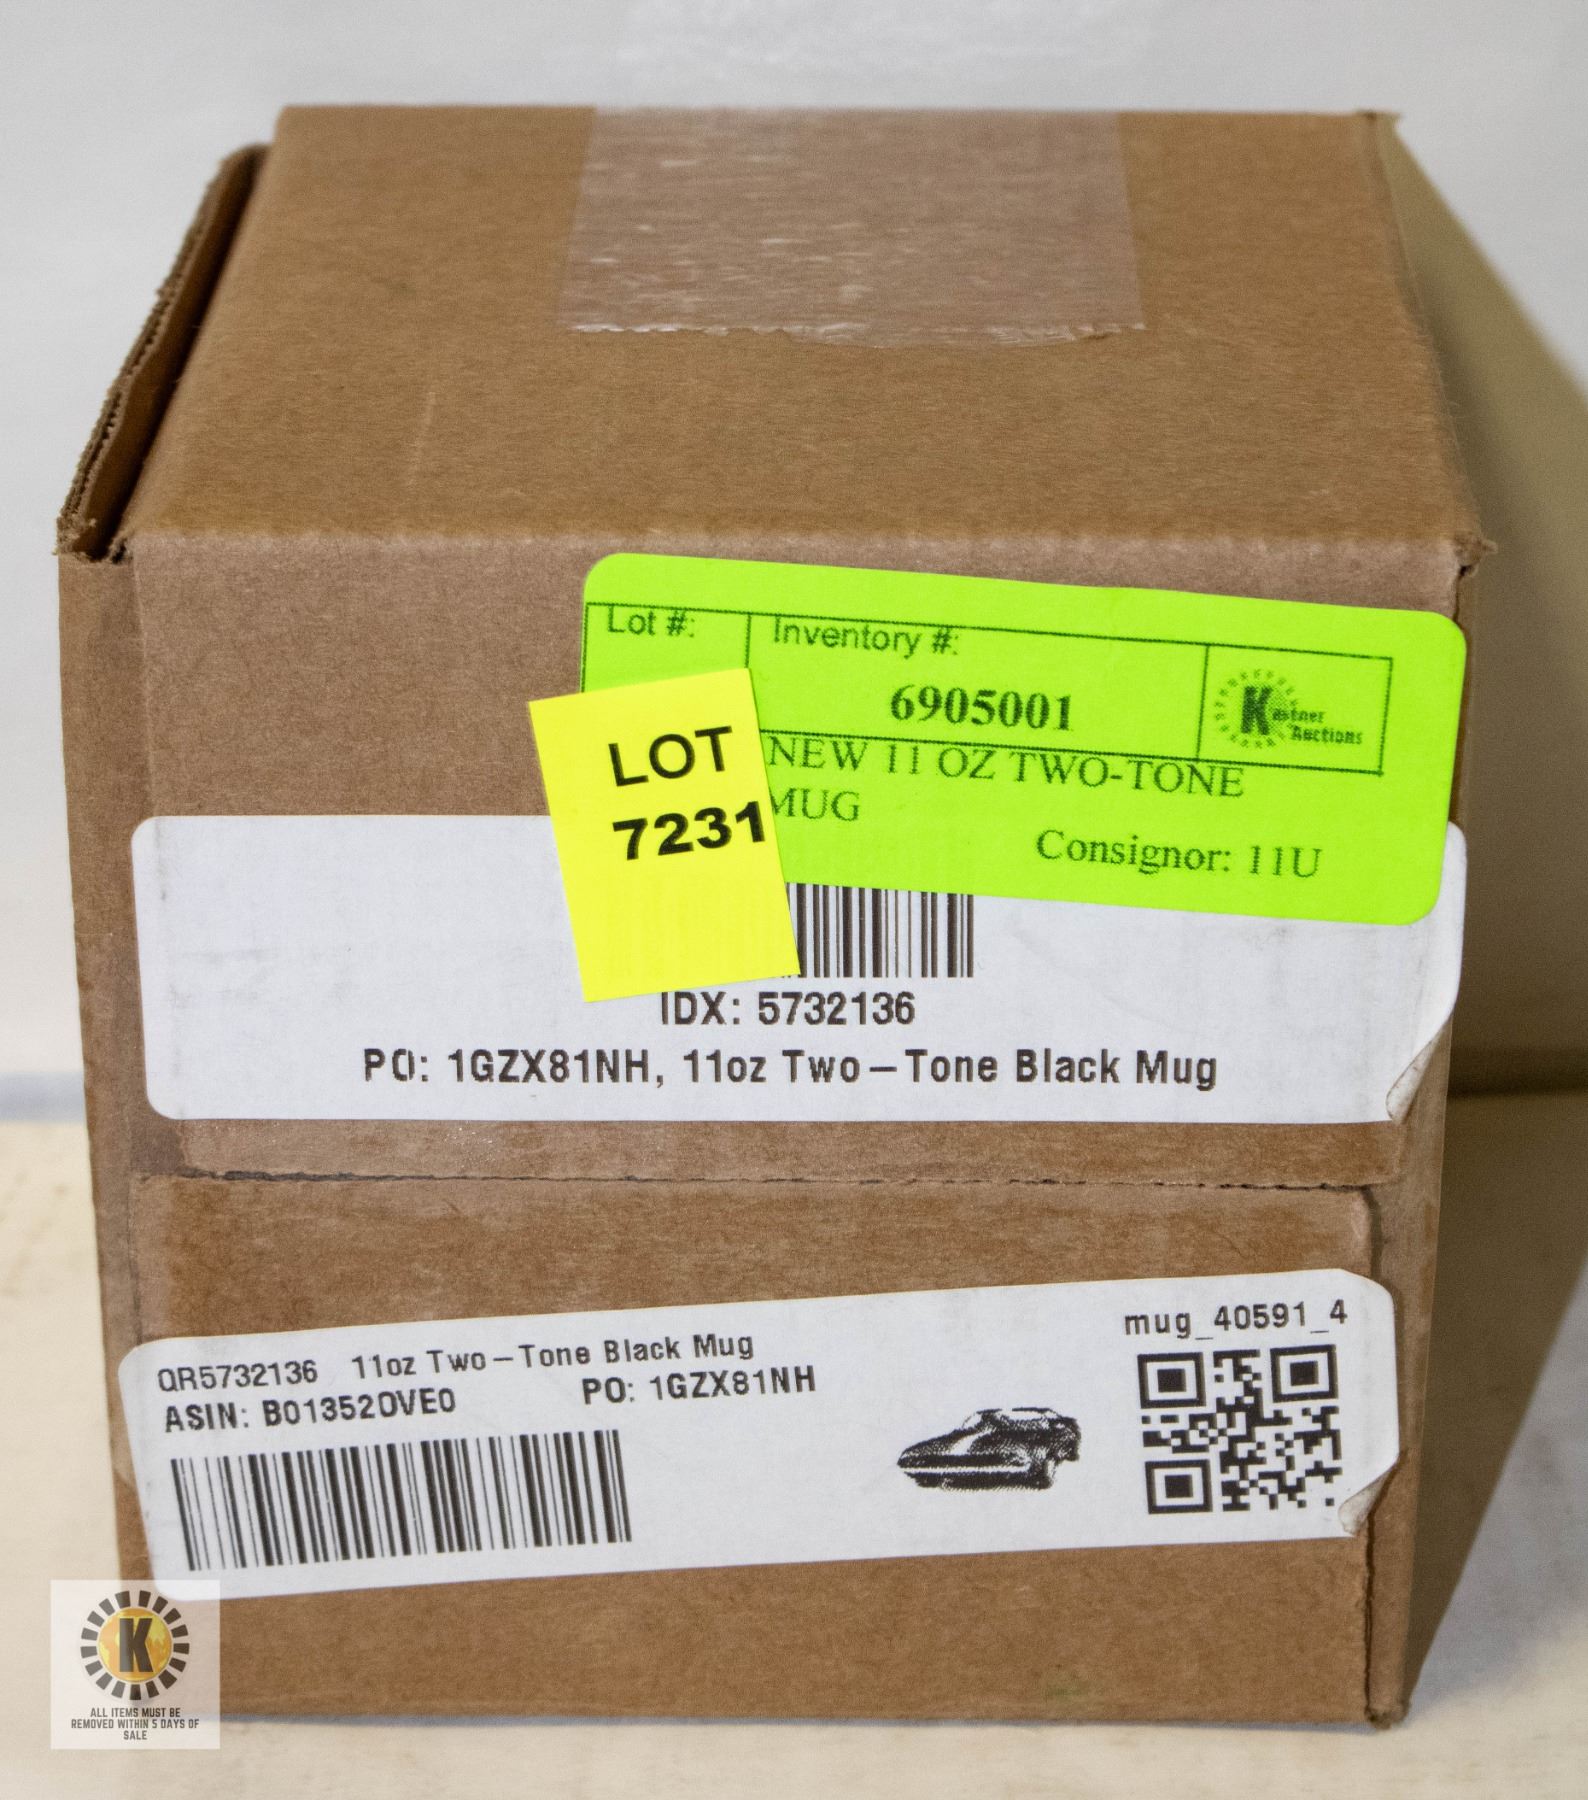 Lot #:
Inventory #:
6905001
Kastner
Auctions
NEW 11 OZ TWO-TONE
MUG
Consignor: 11U
LOT
7231
IDX: 5732136
PO: 1GZX81NH, 11oz Two-Tone Black Mug
mug_40591_4
QR5732136 11oz Two-Tone Black Mug
ASIN: B01352OVE0 PO: 1GZX81NH
K
ALL ITEMS MUST BE
REMOVED WITHIN 5 DAYS OF
SALE